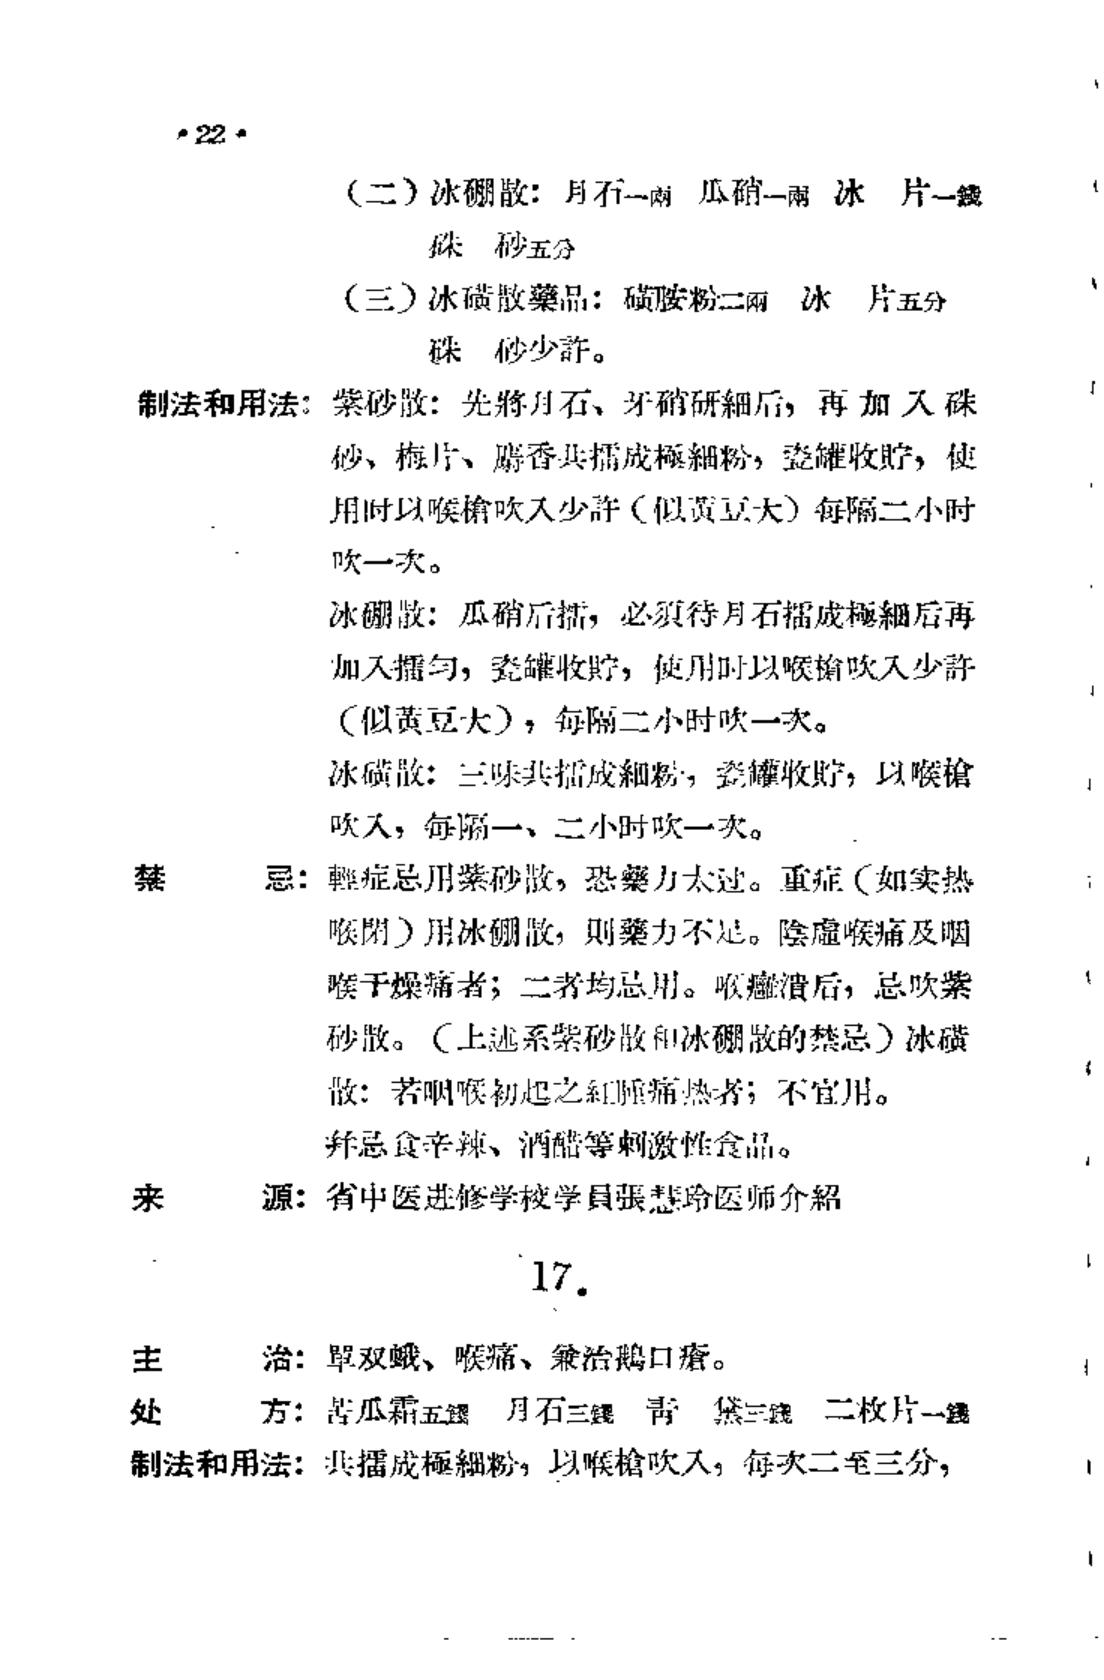 •22•
（二）冰硼散：月石一兩　瓜硝一兩　冰　片一錢
硃　砂五分
（三）冰磺散藥品：磺胺粉二兩　冰　片五分
硃　砂少許。
制法和用法：紫砂散：先將月石、牙硝研細后，再加入硃
砂、梅片、麝香共擂成極細粉，瓷罐收貯，使
用时以喉槍吹入少許（似黃豆大）每隔二小时
吹一次。
冰硼散：瓜硝后擂，必須待月石擂成極細后再
加入擂匀，瓷罐收貯，使用时以喉槍吹入少許
（似黃豆大），每隔二小时吹一次。
冰磺散：三味共擂成細粉，瓷罐收貯，以喉槍
吹入，每隔一、二小时吹一次。
禁　　忌：輕症忌用紫砂散，恐藥力太过。重症（如实热
喉閉）用冰硼散，則藥力不足。陰虛喉痛及咽
喉干燥痛者；二者均忌用。喉癰潰后，忌吹紫
砂散。（上述系紫砂散和冰硼散的禁忌）冰磺
散：若咽喉初起之紅腫痛热者；不宜用。
幷忌食辛辣、酒醋等刺激性食品。
来　　源：省中医进修学校学員張慧玲医师介紹
17.
主　　治：單双蛾、喉痛、兼治鵝口瘡。
处　　方：苦瓜霜五錢　月石三錢　靑　黛三錢　二枚片一錢
制法和用法：共擂成極細粉，以喉槍吹入，每次二至三分，